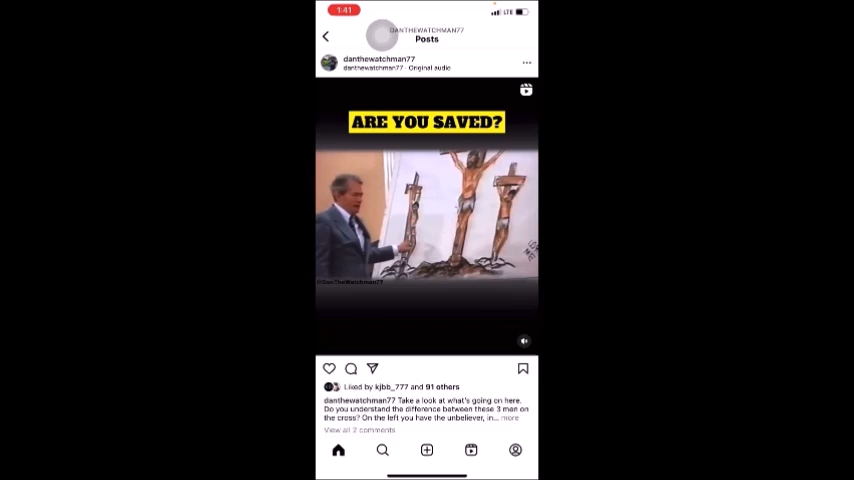 1:41
LTE
DANTHEWATCHMAN77
Posts
danthewatchman77
danthewatchman77 · Original audio
ARE YOU SAVED?
@DanTheWatchman77
Liked by kjbb_777 and 91 others
danthewatchman77 Take a look at what's going on here.
Do you understand the difference between these 3 men on
the cross? On the left you have the unbeliever, in... more
View all 2 comments